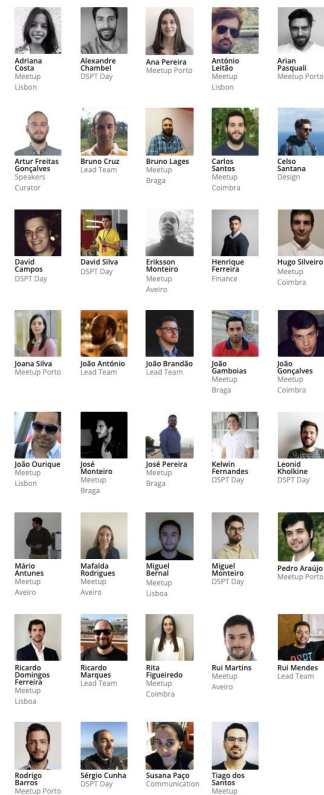 Adriana
Costa
Meetup
Lisbon
Alexandre
Chambel
DSPT Day
Ana Pereira
Meetup Porto
António
Leitão
Meetup
Lisbon
Arian
Pasquali
Meetup Porto
Artur Freitas
Gonçalves
Speakers
Curator
Bruno Cruz
Lead Team
Bruno Lages
Meetup
Braga
Carlos
Santos
Meetup
Coimbra
Celso
Santana
Design
David
Campos
DSPT Day
David Silva
DSPT Day
Eriksson
Monteiro
Meetup
Aveiro
Henrique
Ferreira
Finance
Hugo Silveiro
Meetup
Coimbra
Joana Silva
Meetup Porto
João António
Lead Team
João Brandão
Lead Team
João
Gamboias
Meetup
Braga
João
Gonçalves
Meetup
Coimbra
João Ourique
Meetup
Lisbon
José
Monteiro
Meetup
Braga
José Pereira
Meetup
Braga
Kelwin
Fernandes
DSPT Day
Leonid
Kholkine
DSPT Day
Mário
Antunes
Meetup
Aveiro
Mafalda
Rodrigues
Meetup
Aveiro
Miguel
Bernal
Meetup
Lisboa
Miguel
Monteiro
DSPT Day
Pedro Araújo
Meetup Porto
Ricardo
Domingos
Ferreira
Meetup
Lisboa
Ricardo
Marques
Lead Team
Rita
Figueiredo
Meetup
Coimbra
Rui Martins
Meetup
Aveiro
Rui Mendes
Lead Team
Rodrigo
Barros
Meetup Porto
Sérgio Cunha
DSPT Day
Susana Paço
Communication
Tiago dos
Santos
Meetup